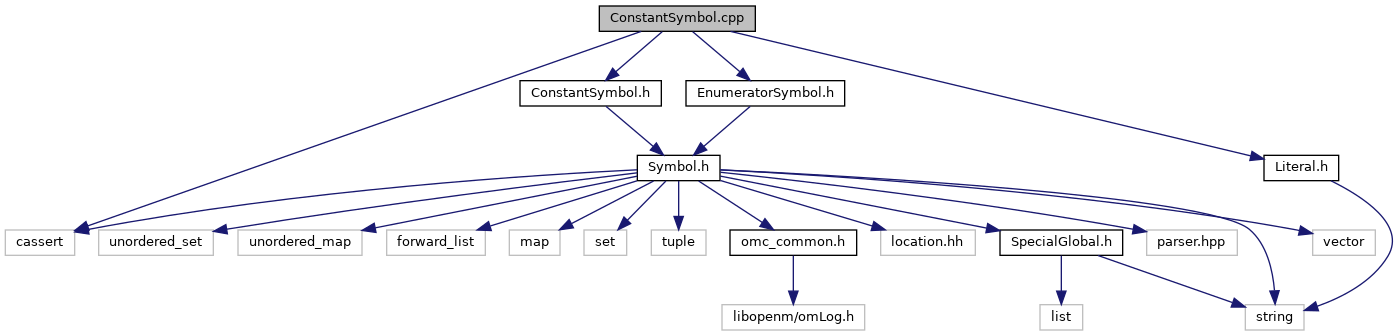 ConstantSymbol.cpp
ConstantSymbol.h
EnumeratorSymbol.h
Symbol.h
Literal.h
cassert
unordered_set
unordered_map
forward_list
map
set
tuple
omc_common.h
location.hh
SpecialGlobal.h
parser.hpp
vector
libopenm/omLog.h
list
string